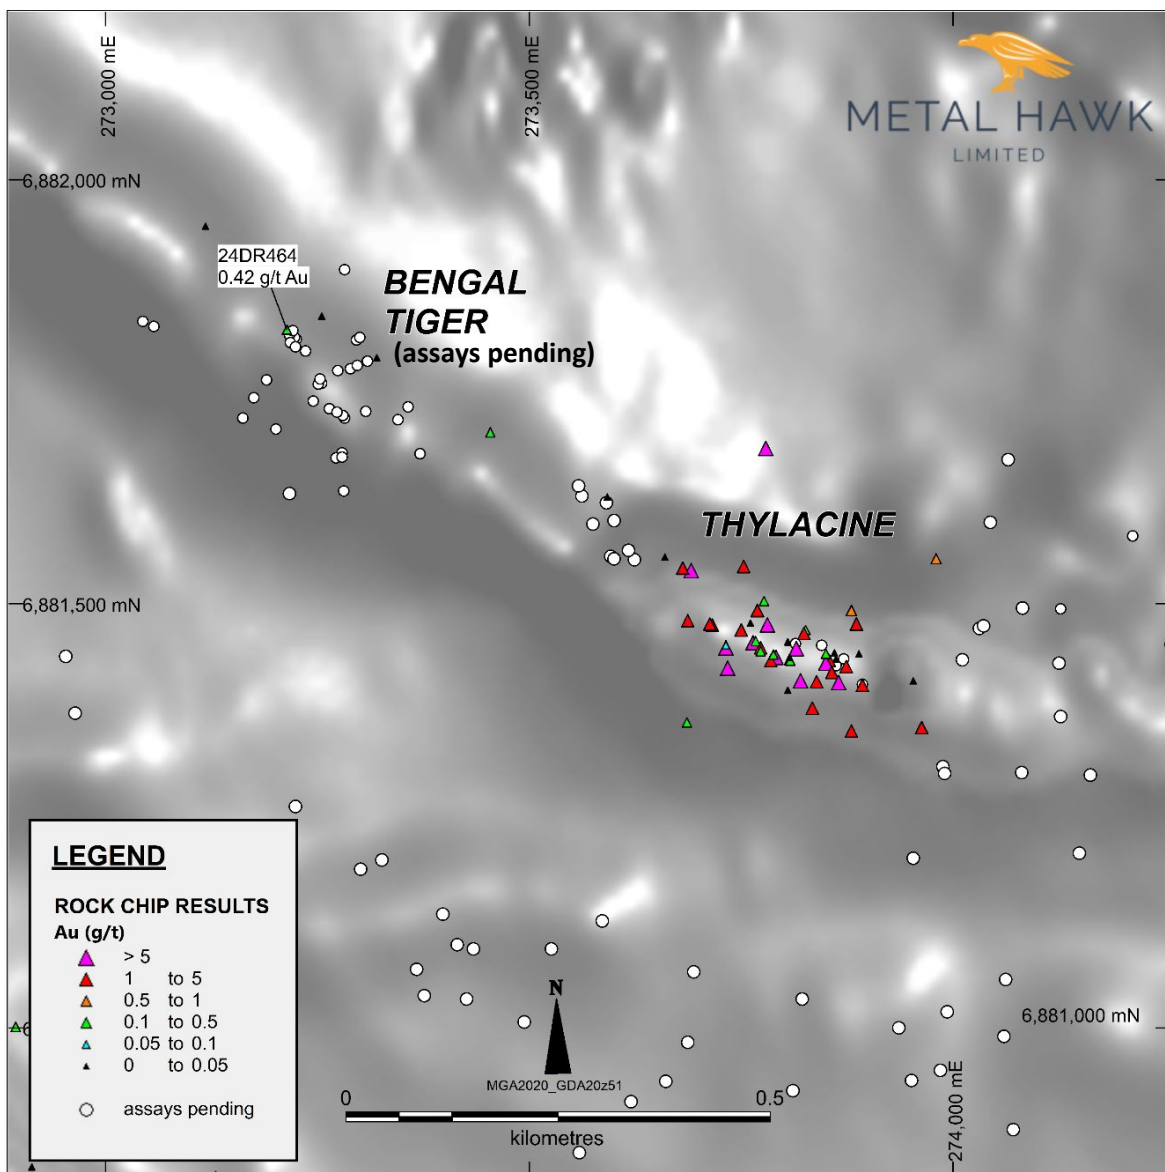 273,000 mE
273,500 mE
METAL HAWK
LIMITED
6,882,000 mN
24DR464
0.42 g/t Au
BENGAL
TIGER
(assays pending)
THYLACINE
6,881,500 mN
LEGEND
ROCK CHIP RESULTS
Au (g/t)
> 5
1 to 5
0.5 to 1
0.1 to 0.5
0.05 to 0.1
0 to 0.05
assays pending
N
MGA2020_GDA20z51
0 0.5
kilometres
6,881,000 mN
274,000 mE